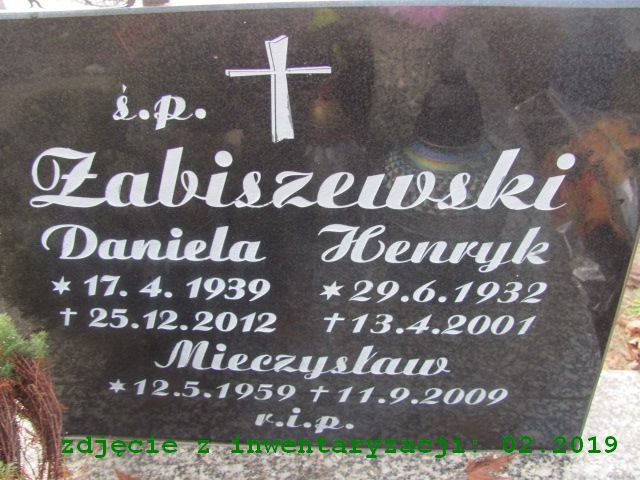 ś.p.
Żabiszewski
Daniela Henryk
* 17. 4. 1939 * 29.6.1932
† 25.12.2012 † 13.4.2001
Mieczysław
* 12.5.1959 † 11.9.2009
r.i.p.
zdjęcie z inwentaryzacji: 02.2019